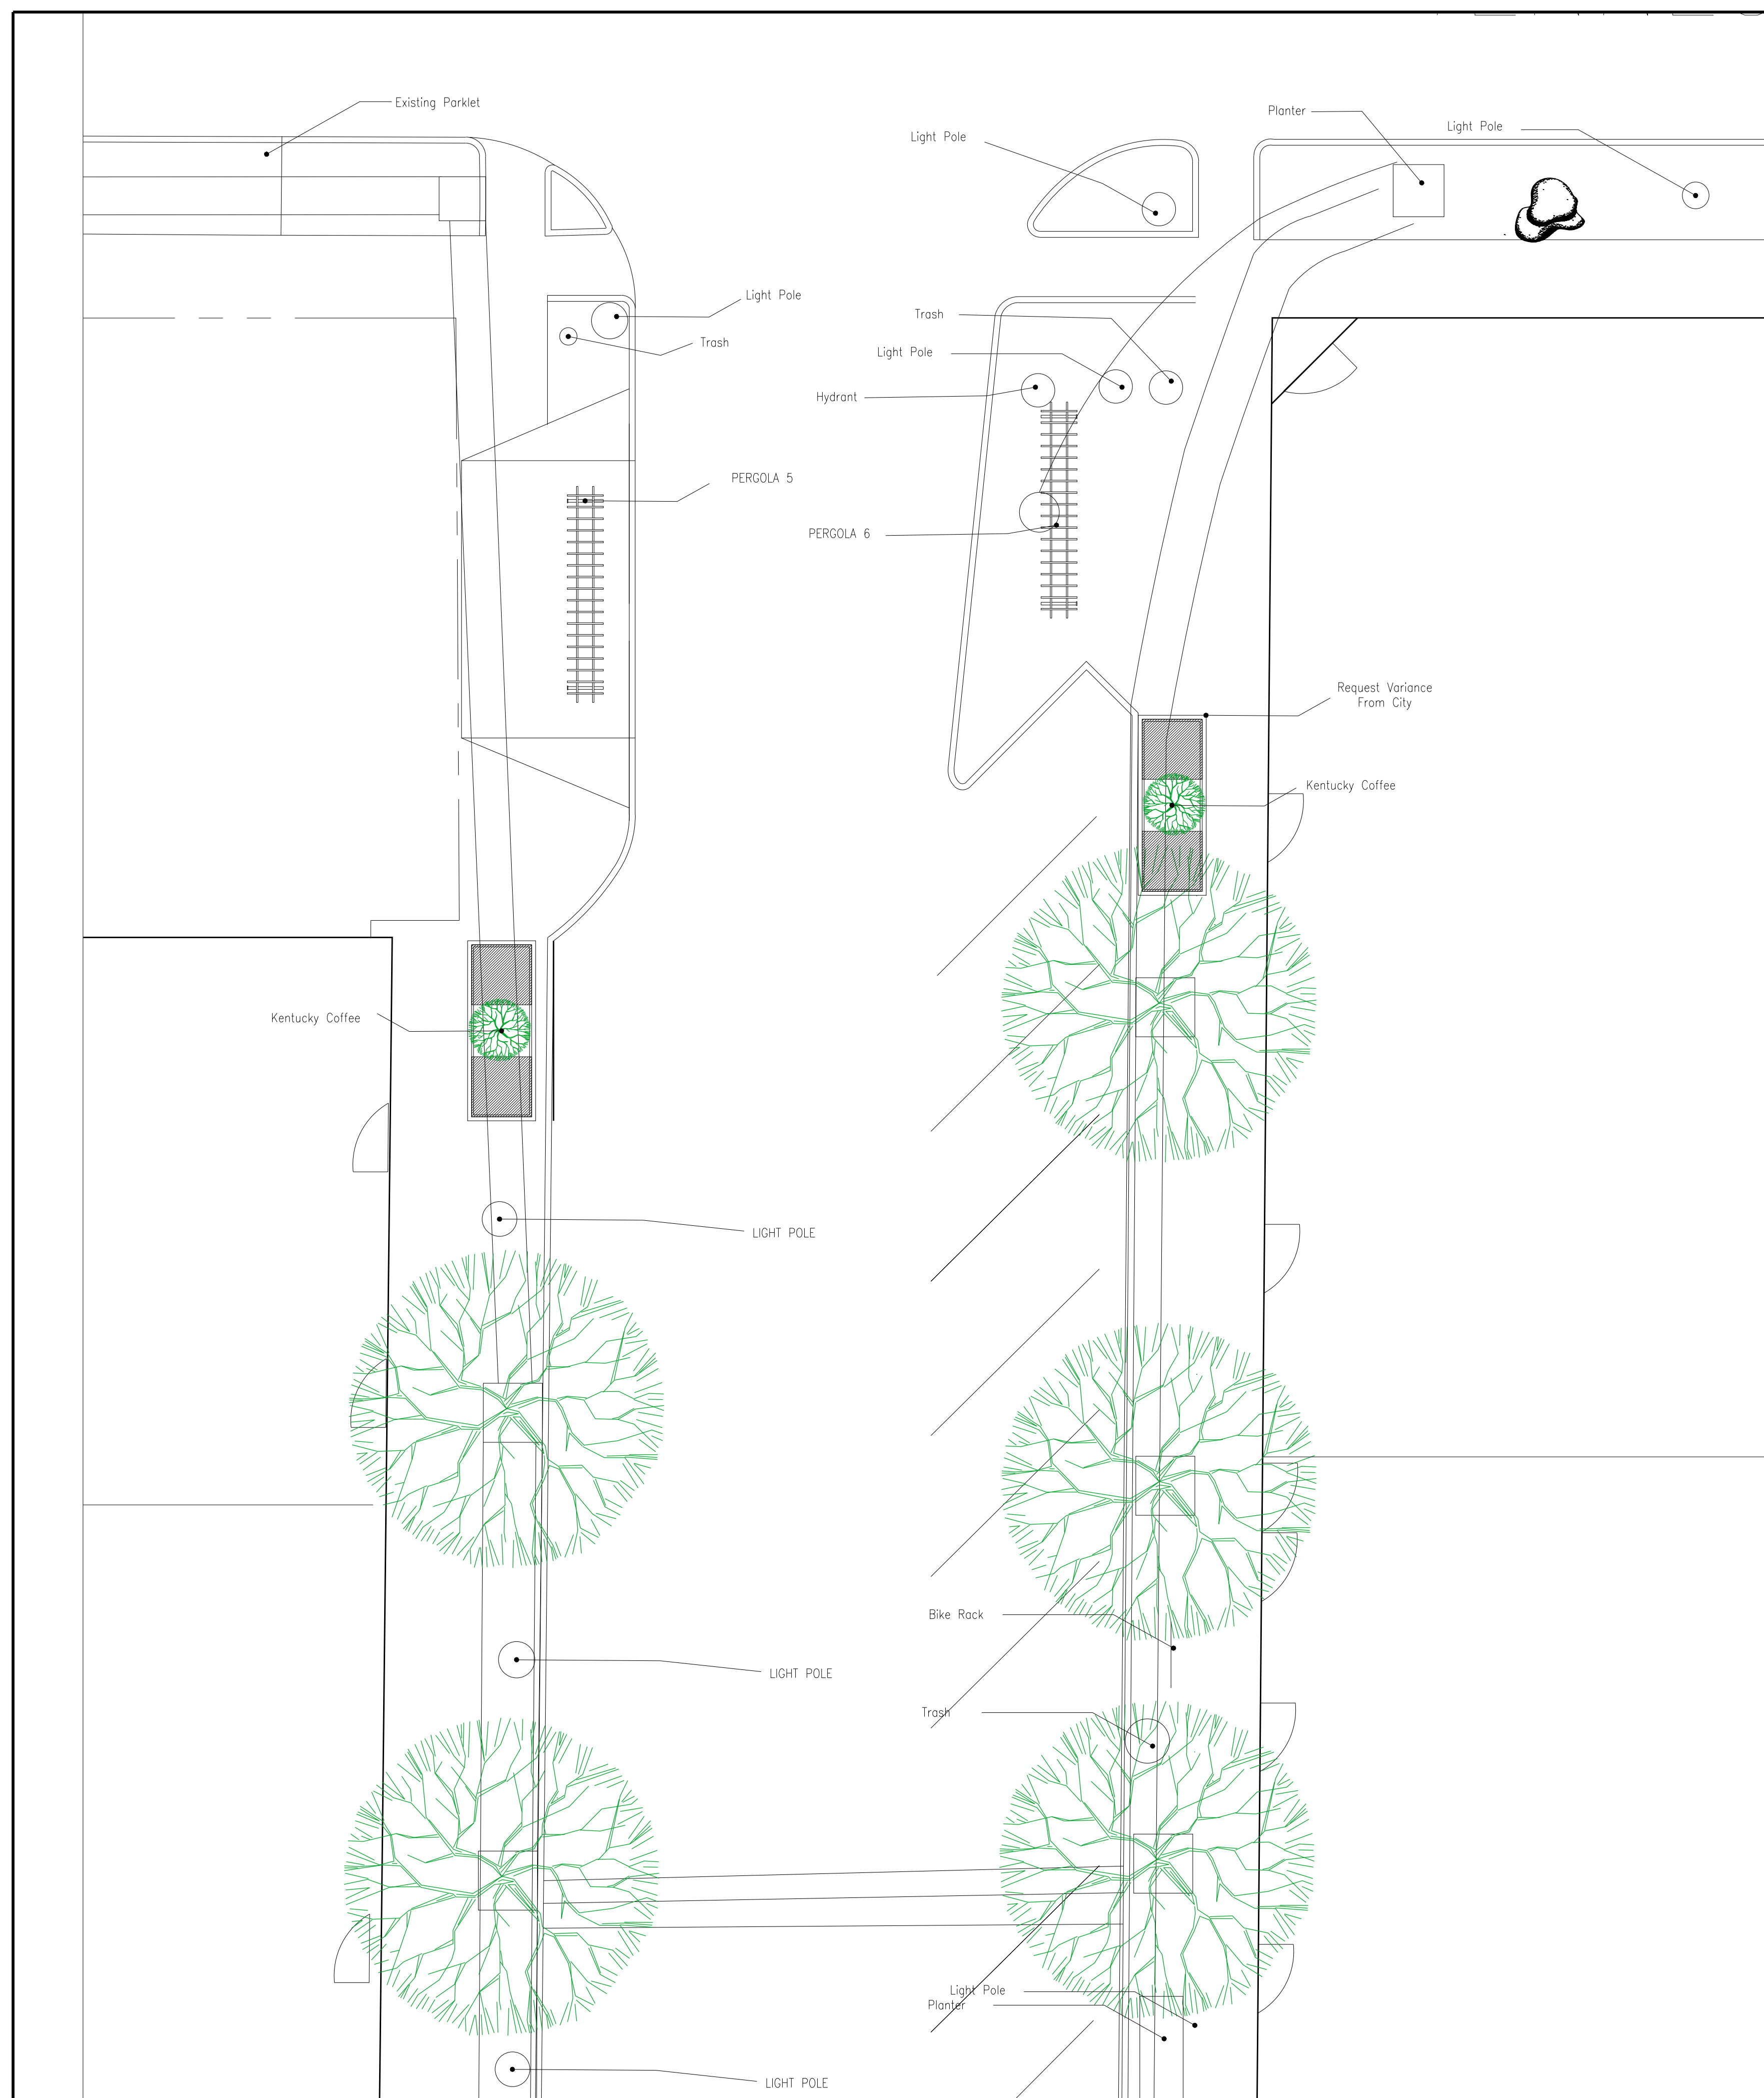 Existing Parklet
Planter
Light Pole
Light Pole
Light Pole
Trash
Trash
Light Pole
Hydrant
PERGOLA 5
PERGOLA 6
Request Variance
From City
Kentucky Coffee
Kentucky Coffee
LIGHT POLE
Bike Rack
LIGHT POLE
Trash
Light Pole
Planter
LIGHT POLE